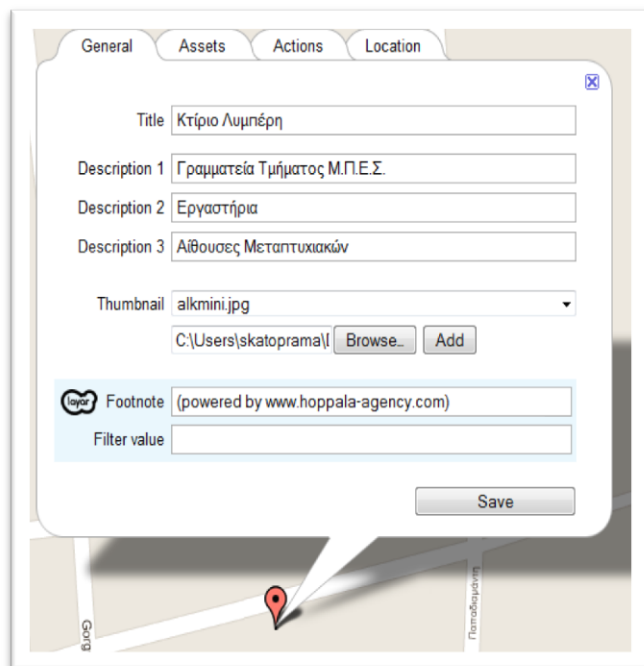 General Assets Actions Location
Title Κτίριο Λυμπέρη
Description 1 Γραμματεία Τμήματος Μ.Π.Ε.Σ.
Description 2 Εργαστήρια
Description 3 Αίθουσες Μεταπτυχιακών
Thumbnail alkmini.jpg
C:\Users\skatoprama\ Browse... Add
layar Footnote (powered by www.hoppala-agency.com)
Filter value
Save
Gorg
Παπαδιαμάντη